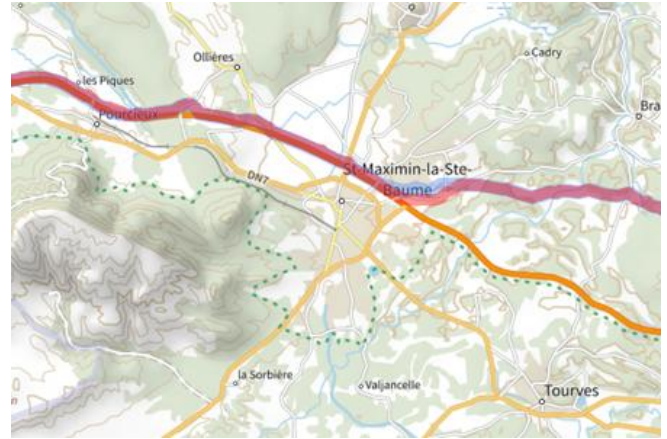 Ollières
Cadry
les Piques
Pourcieux
Bra
DN7
St-Maximin-la-Ste-
Baume
la Sorbière
Valjancelle
Tourves